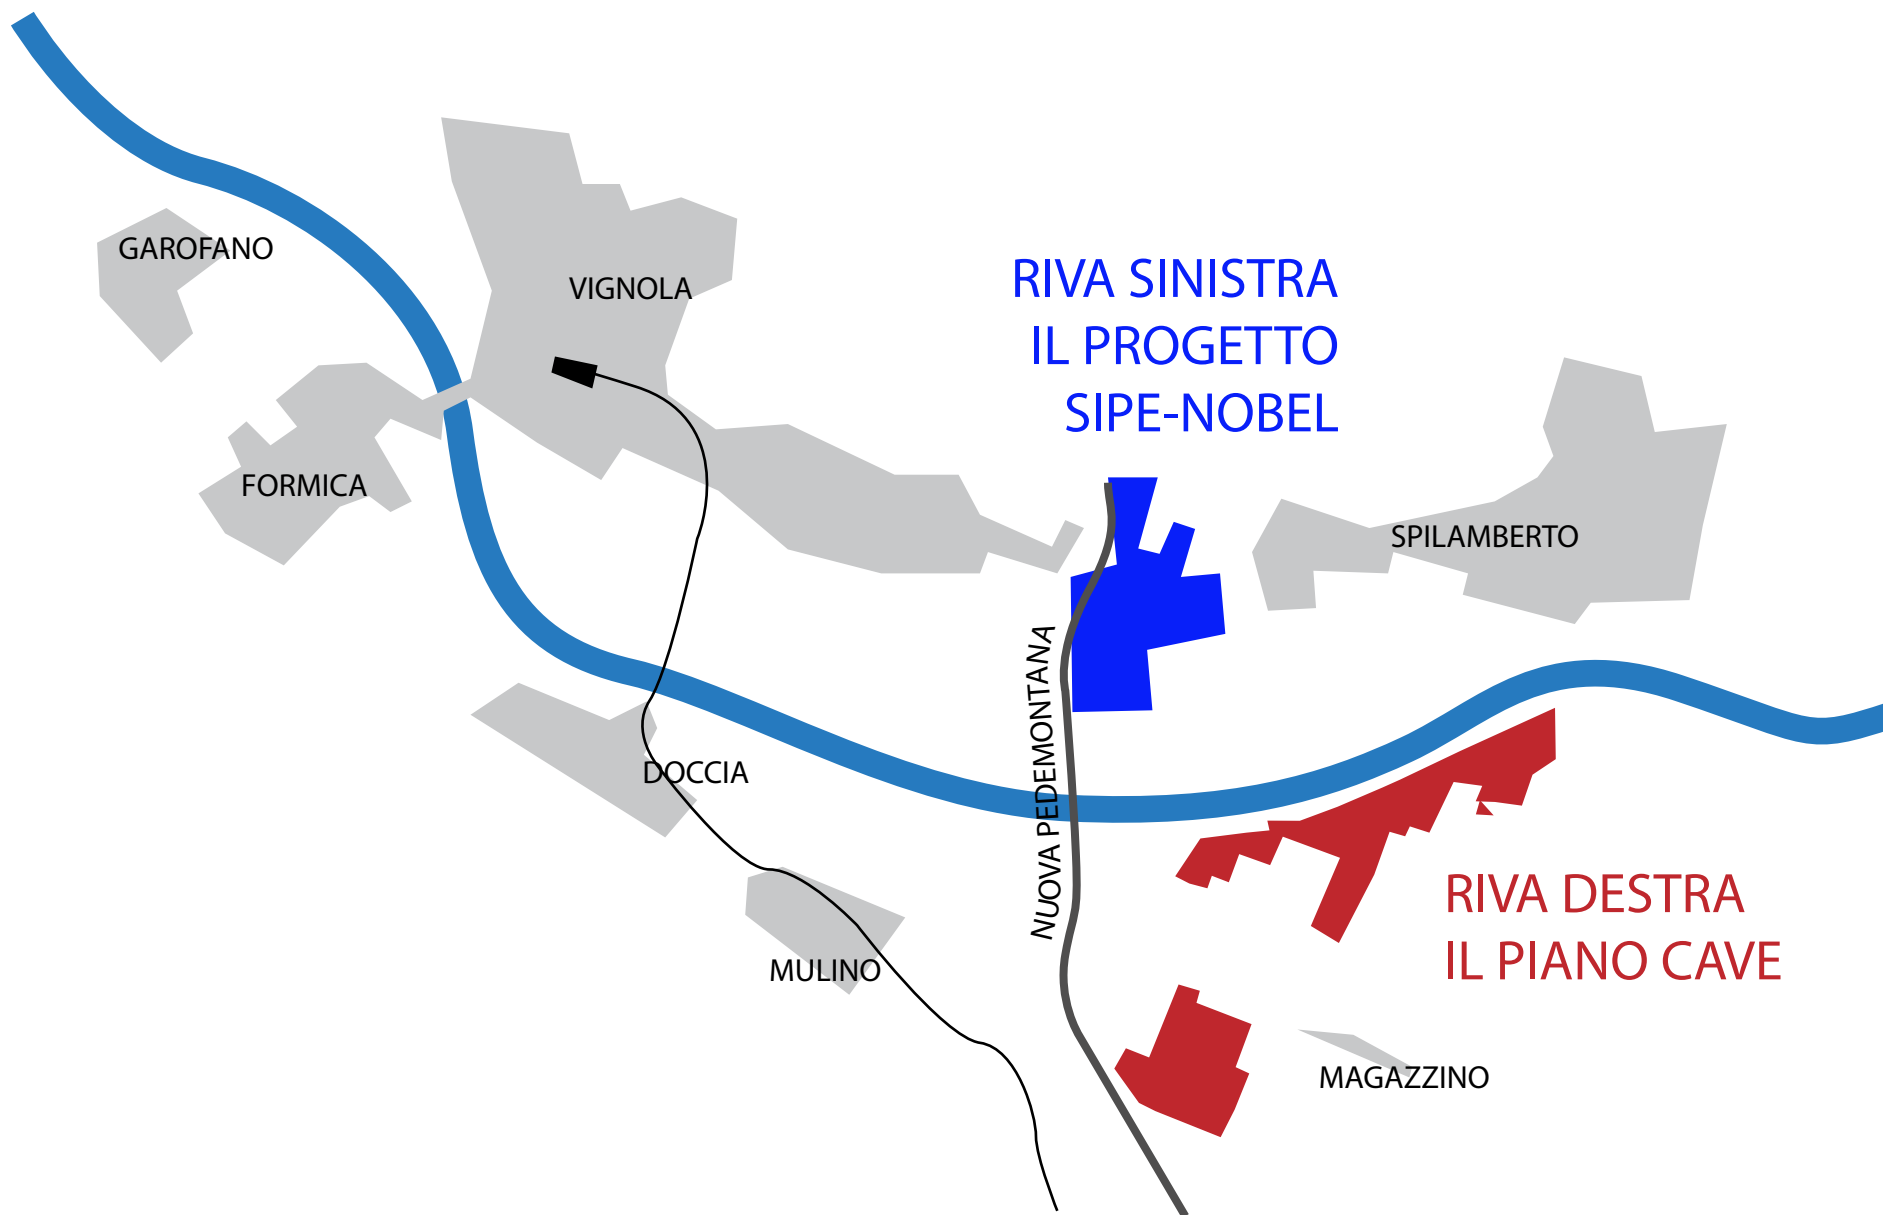 GAROFANO
VIGNOLA
RIVA SINISTRA
IL PROGETTO
SIPE-NOBEL
FORMICA
SPILAMBERTO
NUOVA PEDEMONTANA
DOCCIA
RIVA DESTRA
IL PIANO CAVE
MULINO
MAGAZZINO